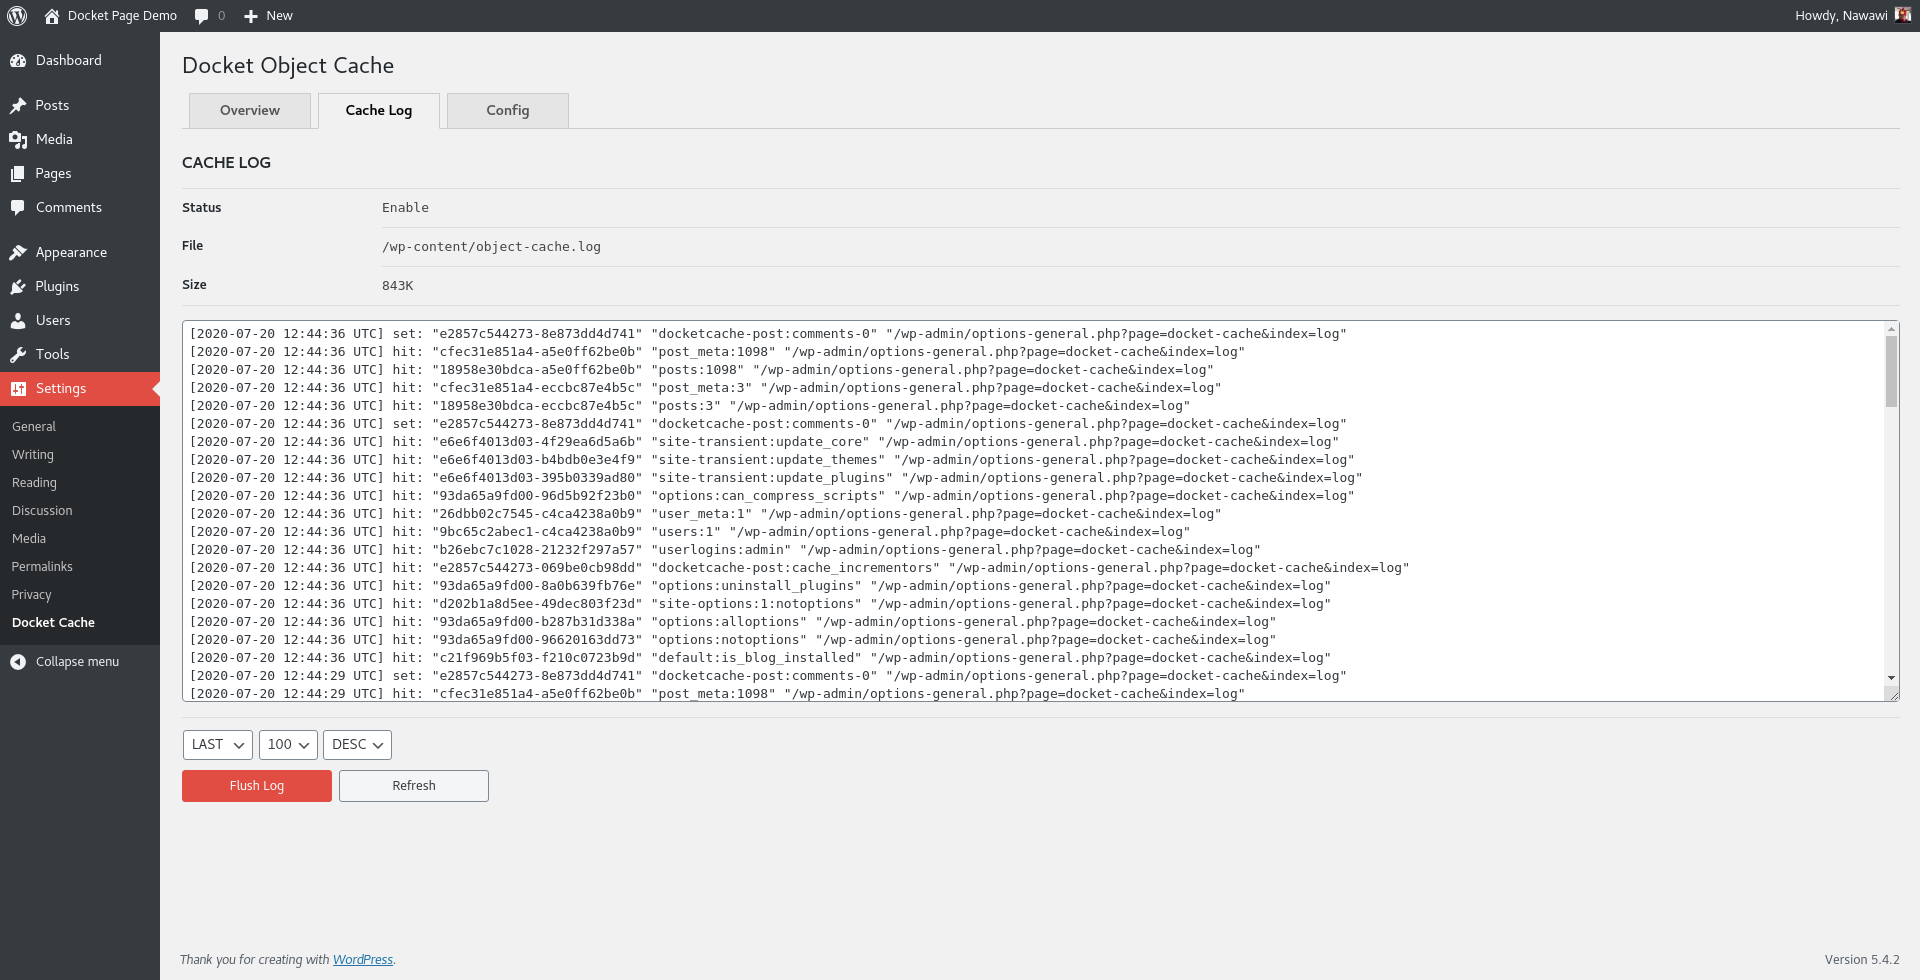 Docket Page Demo 0 New Howdy, Nawawi
Dashboard
Posts
Media
Pages
Comments
Appearance
Plugins
Users
Tools
Settings
General
Writing
Reading
Discussion
Media
Permalinks
Privacy
Docket Cache
Collapse menu
Docket Object Cache
Overview Cache Log Config
CACHE LOG
Status Enable
File /wp-content/object-cache.log
Size 843K
[2020-07-20 12:44:36 UTC] set: "e2857c544273-8e873dd4d741" "docketcache-post:comments-0" "/wp-admin/options-general.php?page=docket-cache&index=log"
[2020-07-20 12:44:36 UTC] hit: "cfec31e851a4-a5e0ff62be0b" "post_meta:1098" "/wp-admin/options-general.php?page=docket-cache&index=log"
[2020-07-20 12:44:36 UTC] hit: "18958e30bdca-a5e0ff62be0b" "posts:1098" "/wp-admin/options-general.php?page=docket-cache&index=log"
[2020-07-20 12:44:36 UTC] hit: "cfec31e851a4-eccbc87e4b5c" "post_meta:3" "/wp-admin/options-general.php?page=docket-cache&index=log"
[2020-07-20 12:44:36 UTC] hit: "18958e30bdca-eccbc87e4b5c" "posts:3" "/wp-admin/options-general.php?page=docket-cache&index=log"
[2020-07-20 12:44:36 UTC] set: "e2857c544273-8e873dd4d741" "docketcache-post:comments-0" "/wp-admin/options-general.php?page=docket-cache&index=log"
[2020-07-20 12:44:36 UTC] hit: "e6e6f4013d03-4f29ea6d5a6b" "site-transient:update_core" "/wp-admin/options-general.php?page=docket-cache&index=log"
[2020-07-20 12:44:36 UTC] hit: "e6e6f4013d03-b4bdb0e3e4f9" "site-transient:update_themes" "/wp-admin/options-general.php?page=docket-cache&index=log"
[2020-07-20 12:44:36 UTC] hit: "e6e6f4013d03-395b0339ad80" "site-transient:update_plugins" "/wp-admin/options-general.php?page=docket-cache&index=log"
[2020-07-20 12:44:36 UTC] hit: "93da65a9fd00-96d5b92f23b0" "options:can_compress_scripts" "/wp-admin/options-general.php?page=docket-cache&index=log"
[2020-07-20 12:44:36 UTC] hit: "26dbb02c7545-c4ca4238a0b9" "user_meta:1" "/wp-admin/options-general.php?page=docket-cache&index=log"
[2020-07-20 12:44:36 UTC] hit: "9bc65c2abec1-c4ca4238a0b9" "users:1" "/wp-admin/options-general.php?page=docket-cache&index=log"
[2020-07-20 12:44:36 UTC] hit: "b26ebc7c1028-21232f297a57" "userlogins:admin" "/wp-admin/options-general.php?page=docket-cache&index=log"
[2020-07-20 12:44:36 UTC] hit: "e2857c544273-069be0cb98dd" "docketcache-post:cache_incrementors" "/wp-admin/options-general.php?page=docket-cache&index=log"
[2020-07-20 12:44:36 UTC] hit: "93da65a9fd00-8a0b639fb76e" "options:uninstall_plugins" "/wp-admin/options-general.php?page=docket-cache&index=log"
[2020-07-20 12:44:36 UTC] hit: "d202b1a8d5ee-49dec803f23d" "site-options:1:notoptions" "/wp-admin/options-general.php?page=docket-cache&index=log"
[2020-07-20 12:44:36 UTC] hit: "93da65a9fd00-b287b31d338a" "options:alloptions" "/wp-admin/options-general.php?page=docket-cache&index=log"
[2020-07-20 12:44:36 UTC] hit: "93da65a9fd00-96620163dd73" "options:notoptions" "/wp-admin/options-general.php?page=docket-cache&index=log"
[2020-07-20 12:44:36 UTC] hit: "c21f969b5f03-f210c0723b9d" "default:is_blog_installed" "/wp-admin/options-general.php?page=docket-cache&index=log"
[2020-07-20 12:44:29 UTC] set: "e2857c544273-8e873dd4d741" "docketcache-post:comments-0" "/wp-admin/options-general.php?page=docket-cache&index=log"
[2020-07-20 12:44:29 UTC] hit: "cfec31e851a4-a5e0ff62be0b" "post_meta:1098" "/wp-admin/options-general.php?page=docket-cache&index=log"
LAST 100 DESC
Flush Log Refresh
Thank you for creating with WordPress. Version 5.4.2